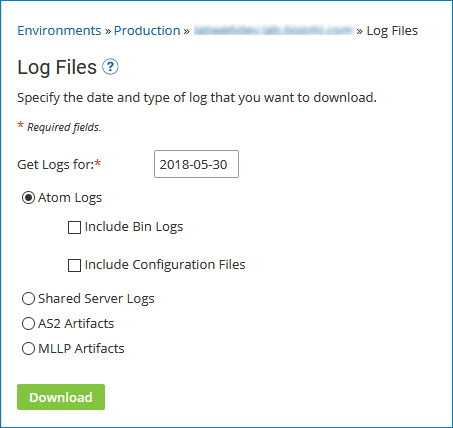 Environments » Production » » Log Files
Log Files ?
Specify the date and type of log that you want to download.
* Required fields.
Get Logs for:* 2018-05-30
Atom Logs
Include Bin Logs
Include Configuration Files
Shared Server Logs
AS2 Artifacts
MLLP Artifacts
Download